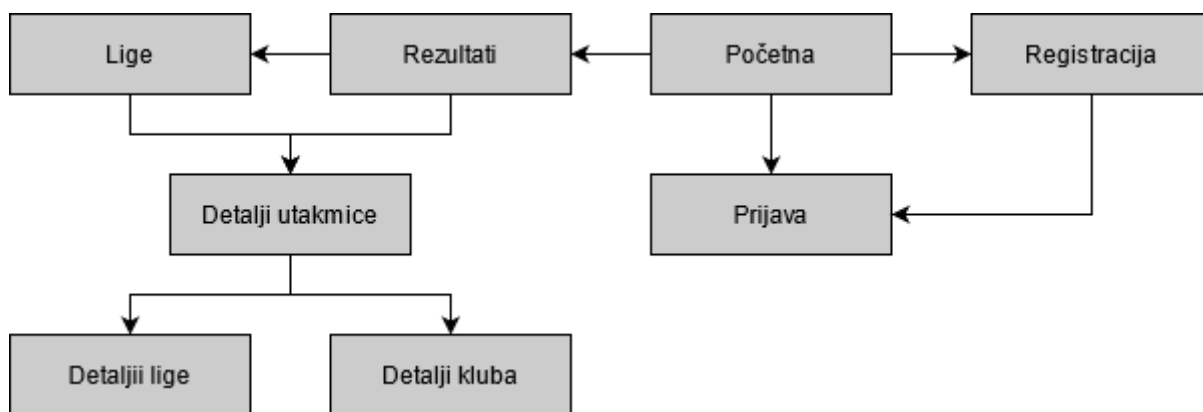 Lige
Rezultati
Početna
Registracija
Detalji utakmice
Prijava
Detaljii lige
Detalji kluba